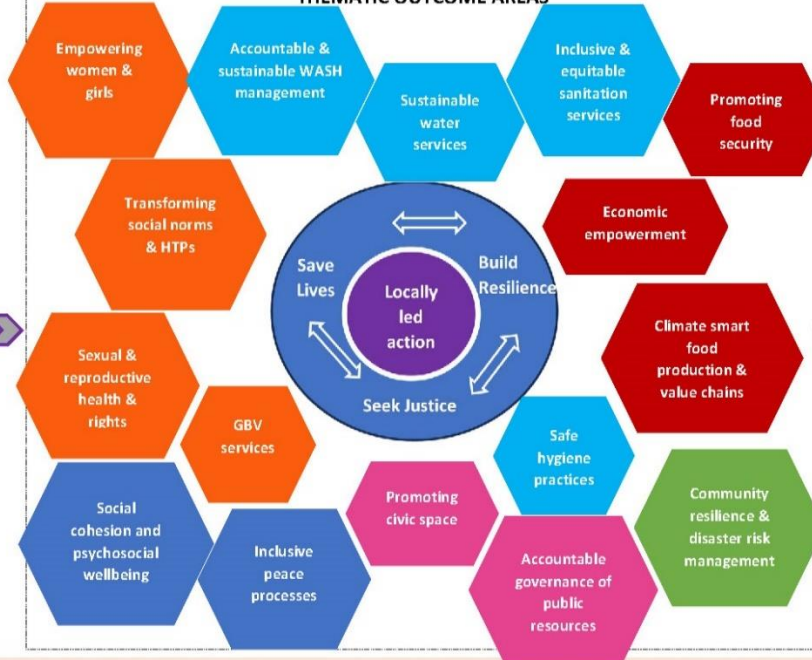 THEMATIC OUTCOME AREAS
Empowering
women &
girls
Accountable &
sustainable WASH
management
Sustainable
water
services
Inclusive &
equitable
sanitation
services
Promoting
food
security
Transforming
social norms
& HTPs
Economic
empowerment
Save
Lives
Build
Resilience
Locally
led
action
Seek Justice
Climate smart
food
production &
value chains
Sexual &
reproductive
health &
rights
GBV
services
Safe
hygiene
practices
Social
cohesion and
psychosocial
wellbeing
Inclusive
peace
processes
Promoting
civic space
Accountable
governance of
public
resources
Community
resilience &
disaster risk
management